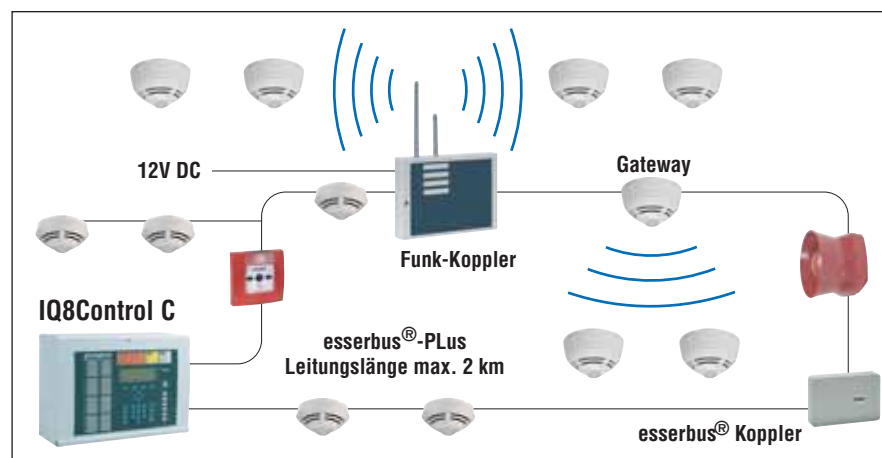 12V DC
Gateway
Funk-Koppler
IQ8Control C
esserbus®-PLus
Leitungslänge max. 2 km
esserbus® Koppler